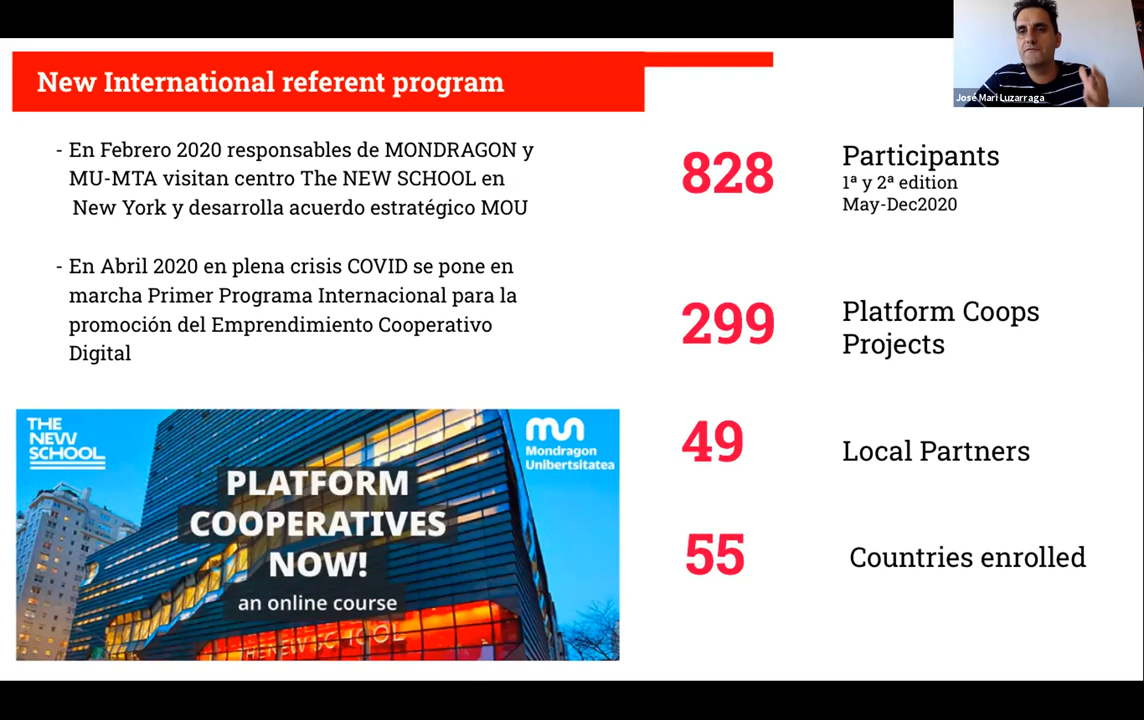 New International referent program
José Mari Luzarraga
- En Febrero 2020 responsables de MONDRAGON y
MU-MTA visitan centro The NEW SCHOOL en
New York y desarrolla acuerdo estratégico MOU
- En Abril 2020 en plena crisis COVID se pone en
marcha Primer Programa Internacional para la
promoción del Emprendimiento Cooperativo
Digital
828
Participants
1ª y 2ª edition
May-Dec2020
299
Platform Coops
Projects
49
Local Partners
55
Countries enrolled
THE
NEW
SCHOOL
Mondragon
Unibertsitatea
PLATFORM
COOPERATIVES
NOW!
an online course
THE NEW SCHOOL